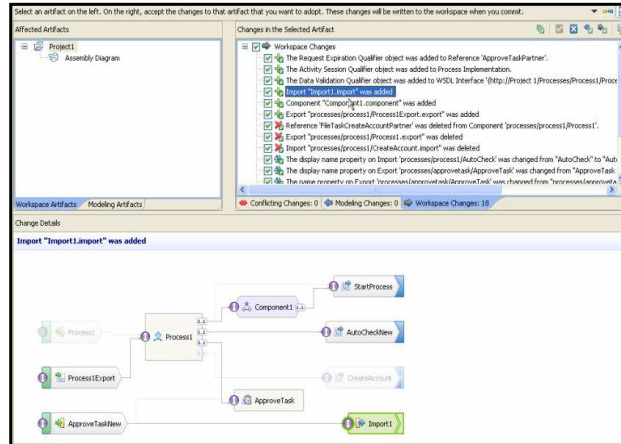 Select an artifact on the left. On the right, accept the changes to that artifact that you want to adopt. These changes will be written to the workspace when you commit.
Affected Artifacts
Project1
Assembly Diagram
Workspace Artifacts
Modeling Artifacts
Changes in the Selected Artifact
Workspace Changes
The Request Expiration Qualifier object was added to Reference 'ApproveTaskPartner'.
The Activity Session Qualifier object was added to Process Implementation.
The Data Validation Qualifier object was added to WSDL Interface '{http://Project 1/Processes/Process1/Proce
Import "Import1.import" was added
Component "Component1.component" was added
Export "processes/process1/Process1Export.export" was added
Reference 'FileTaskCreateAccountPartner' was deleted from Component 'processes/process1/Process1'.
Export "processes/process1/Process1.export" was deleted
Import "processes/process1/CreateAccount.import" was deleted
The display name property on Import 'processes/process1/AutoCheck' was changed from "AutoCheck" to "Aut
The display name property on Export 'processes/approvetask/ApproveTask' was changed from "ApproveTask
The name property on Export 'processes/approvetask/ApproveTask' was changed from "processes/approveta
Conflicting Changes: 0
Modeling Changes: 0
Workspace Changes: 18
Change Details
Import "Import1.import" was added
StartProcess
Component1
1..1
1..1
Process1
Process1
1..1
1..1
AutoCheckNew
Process1Export
CreateAccount
ApproveTask
ApproveTaskNew
Import1